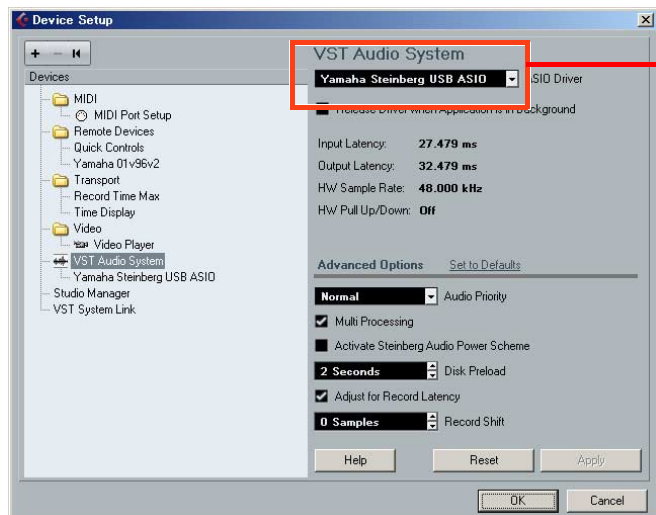 Device Setup
Devices
MIDI
MIDI Port Setup
Remote Devices
Quick Controls
Yamaha 01v96v2
Transport
Record Time Max
Time Display
Video
Video Player
VST Audio System
Yamaha Steinberg USB ASIO
Studio Manager
VST System Link
VST Audio System
Yamaha Steinberg USB ASIO ASIO Driver
Release Driver when Application is in Background
Input Latency: 27.479 ms
Output Latency: 32.479 ms
HW Sample Rate: 48.000 kHz
HW Pull Up/Down: Off
Advanced Options Set to Defaults
Normal Audio Priority
Multi Processing
Activate Steinberg Audio Power Scheme
2 Seconds Disk Preload
Adjust for Record Latency
0 Samples Record Shift
Help Reset Apply
OK Cancel